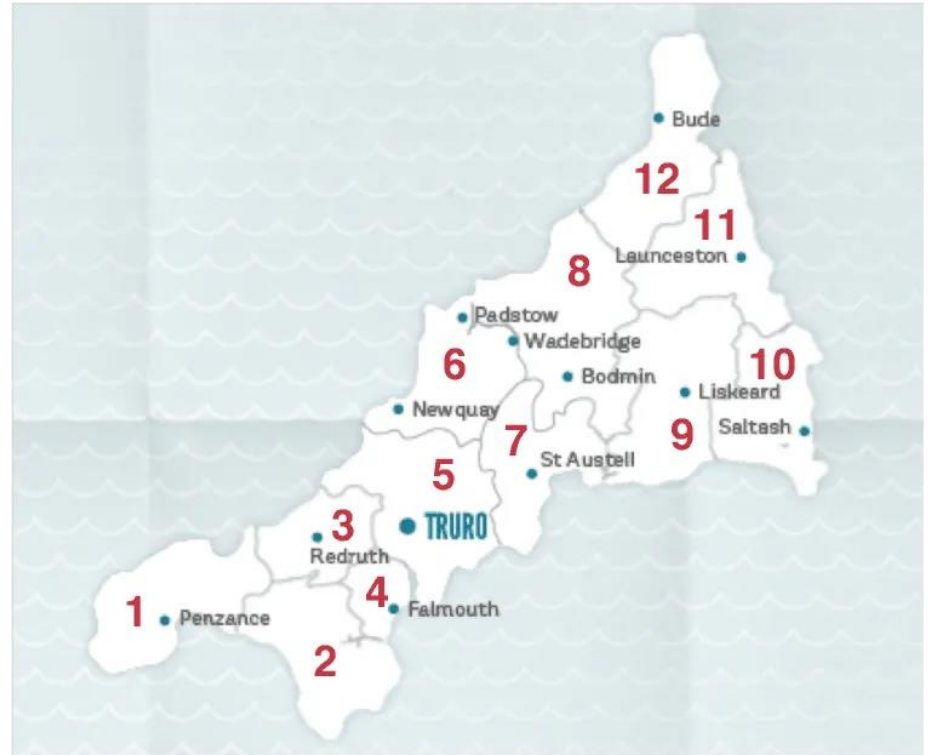 Bude
12
11
Launceston
8
Padstow
Wadebridge
6
10
Bodmin
Liskeard
Newquay
Saltash
9
7
St Austell
5
TRURO
3
Redruth
4
Falmouth
1
Penzance
2